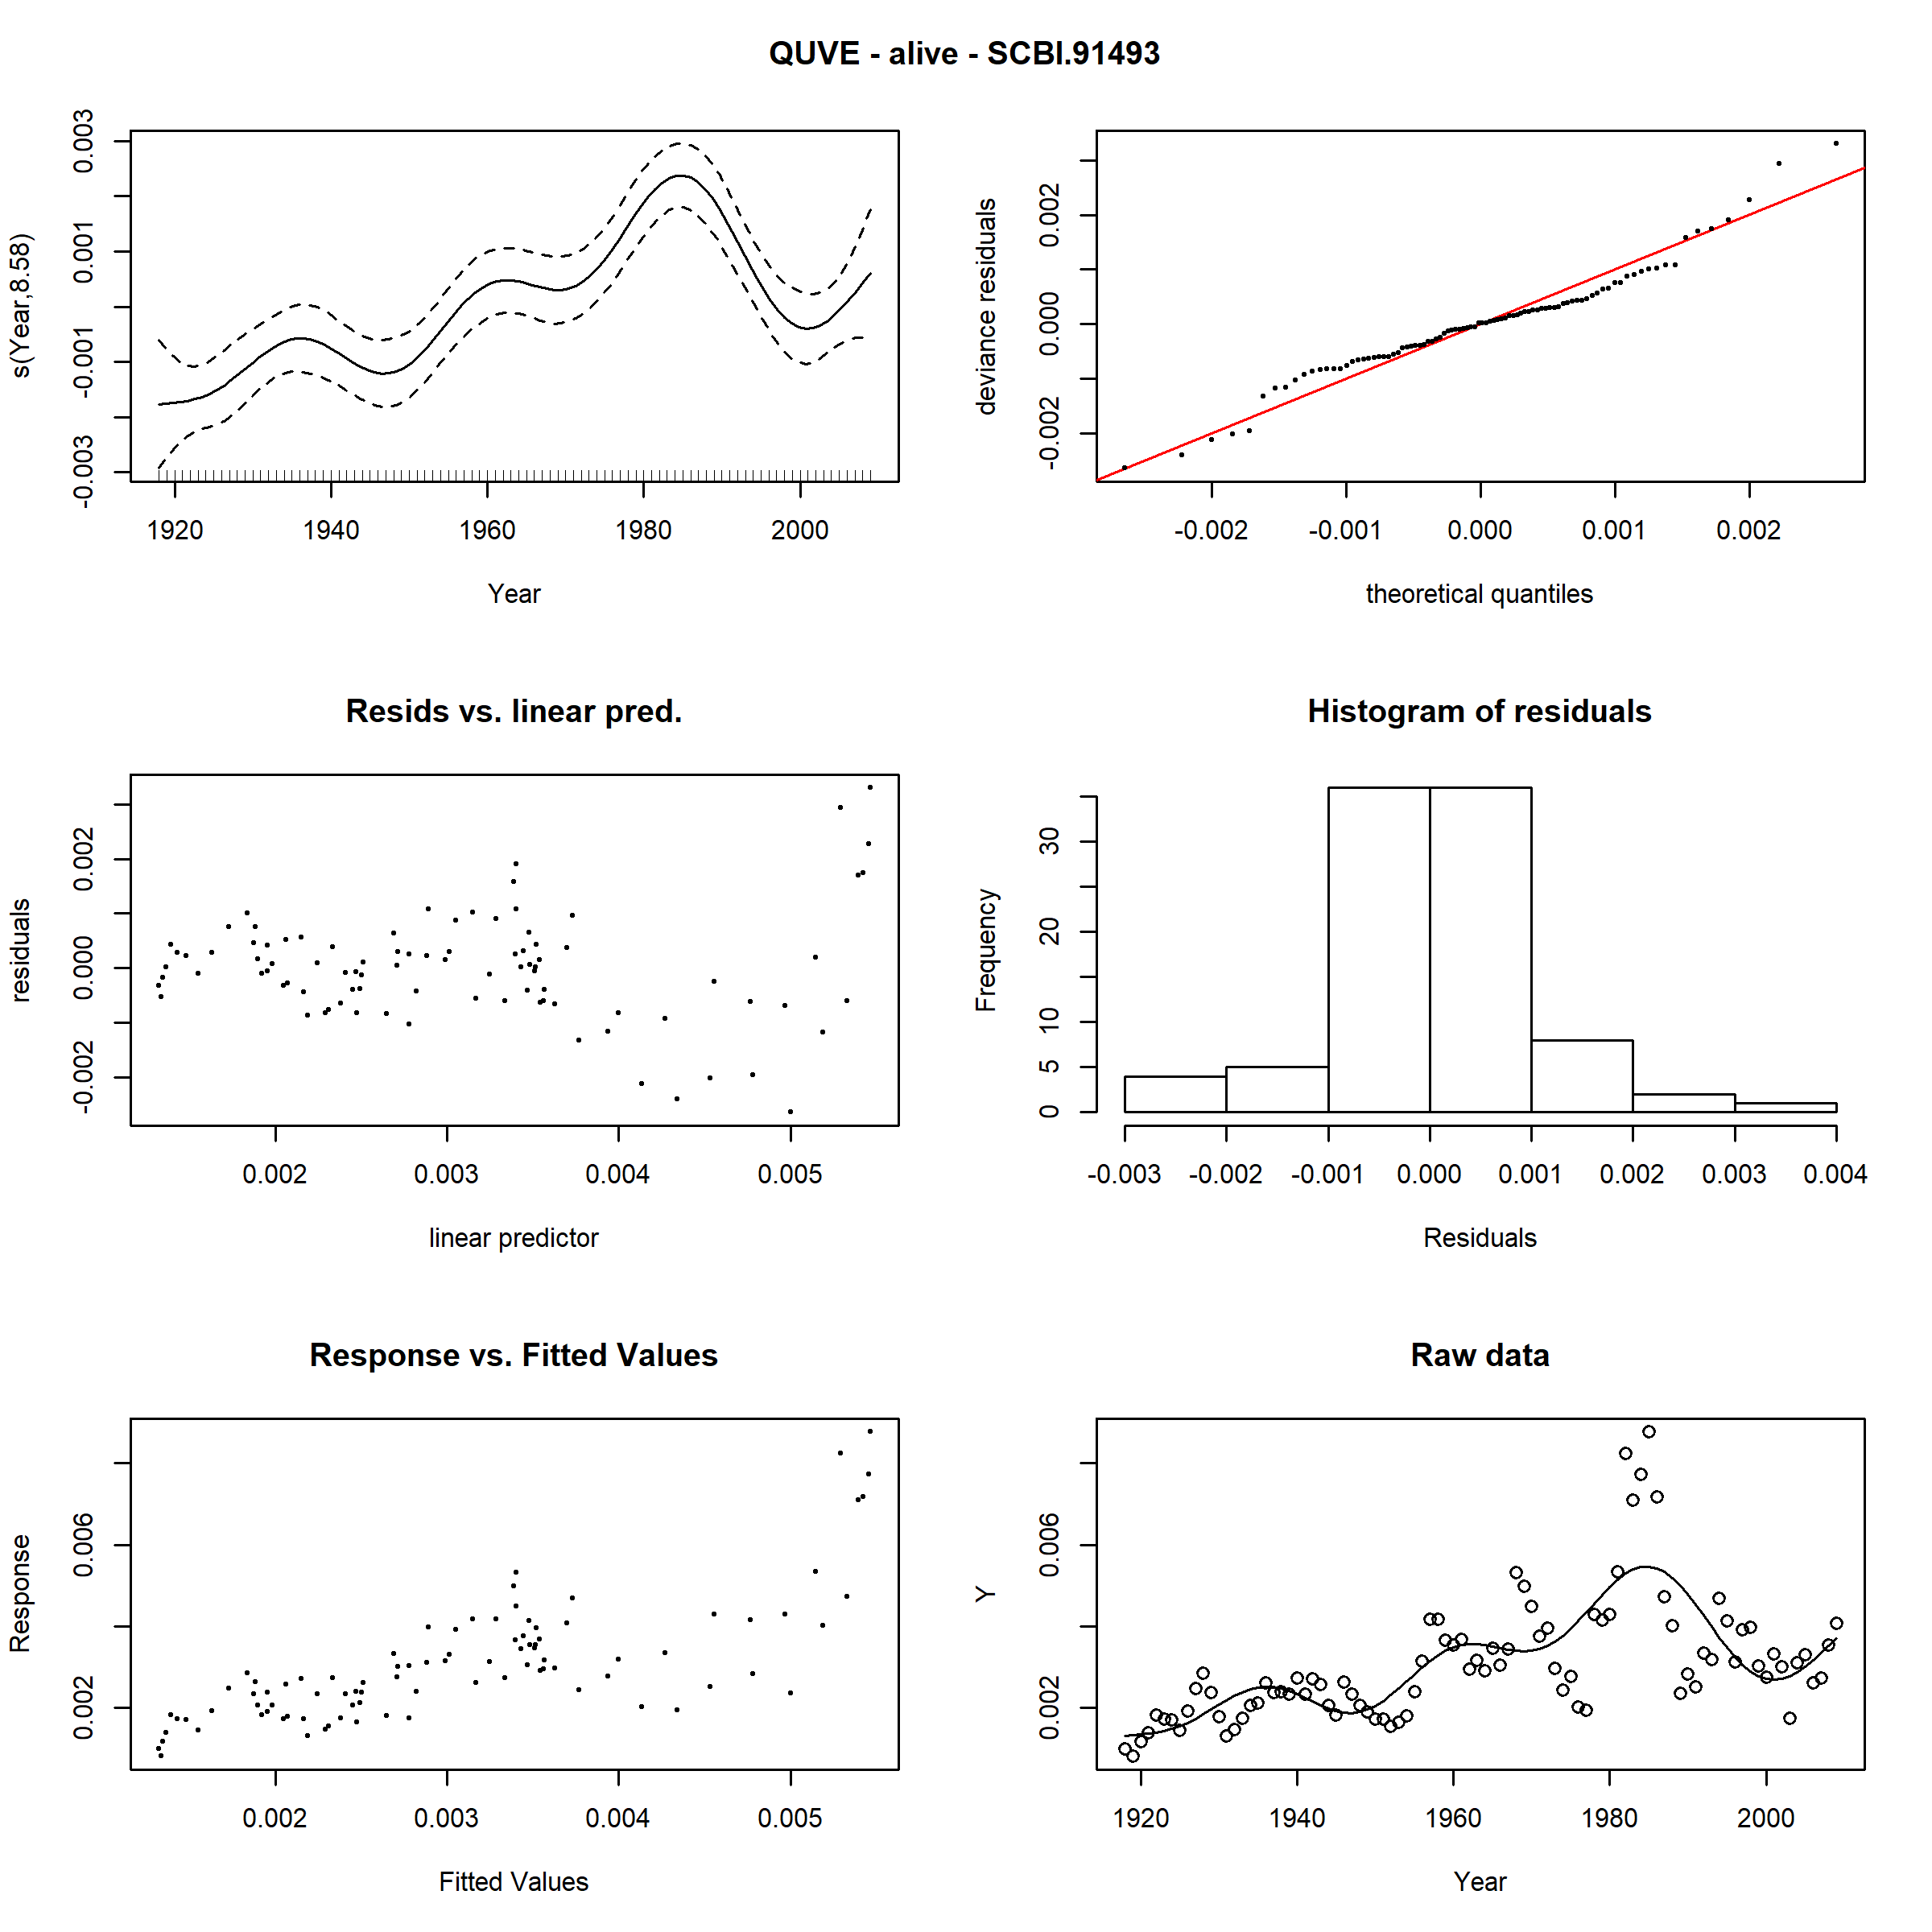 QUVE - alive - SCBI.91493
s(Year,8.58)
-0.003 -0.001 0.001 0.003
1920 1940 1960 1980 2000
Year
deviance residuals
-0.002 0.000 0.002
-0.002 -0.001 0.000 0.001 0.002
theoretical quantiles
Resids vs. linear pred.
residuals
-0.002 0.000 0.002
0.002 0.003 0.004 0.005
linear predictor
Histogram of residuals
Frequency
0 5 10 20 30
-0.003 -0.002 -0.001 0.000 0.001 0.002 0.003 0.004
Residuals
Response vs. Fitted Values
Response
0.002 0.006
0.002 0.003 0.004 0.005
Fitted Values
Raw data
Y
0.002 0.006
1920 1940 1960 1980 2000
Year